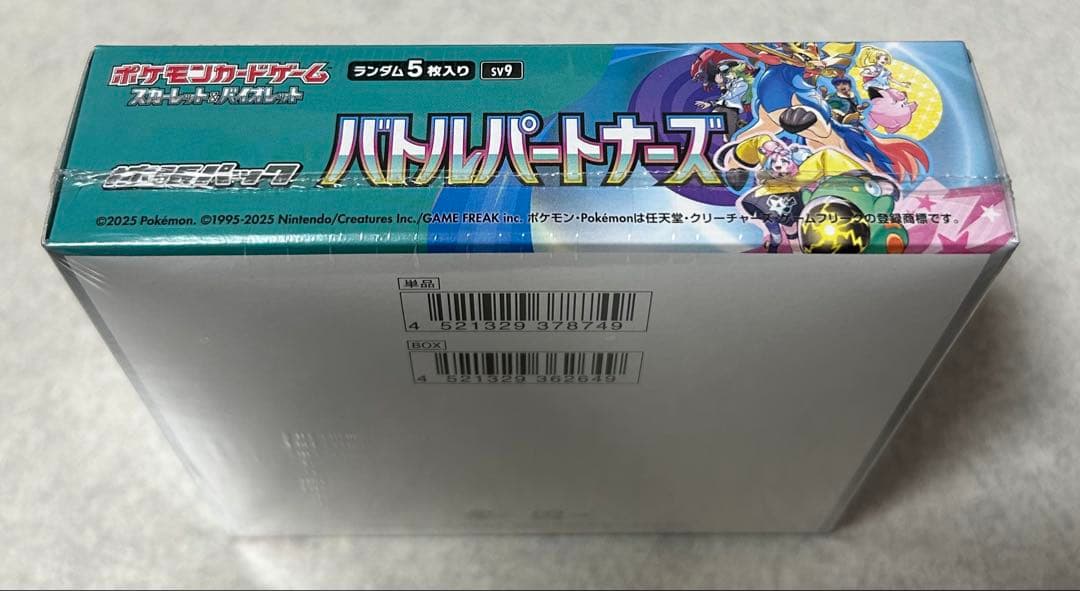 ポケモンカードゲーム
スカーレット&バイオレット
ランダム5枚入り SV9
拡張パック
バトルパートナーズ
©2025 Pokémon. ©1995-2025 Nintendo/Creatures Inc./GAME FREAK inc. ポケモン・Pokémonは任天堂・クリーチャーズ・ゲームフリークの登録商標です。
単品
4 521329 378749
BOX
4 521329 362649